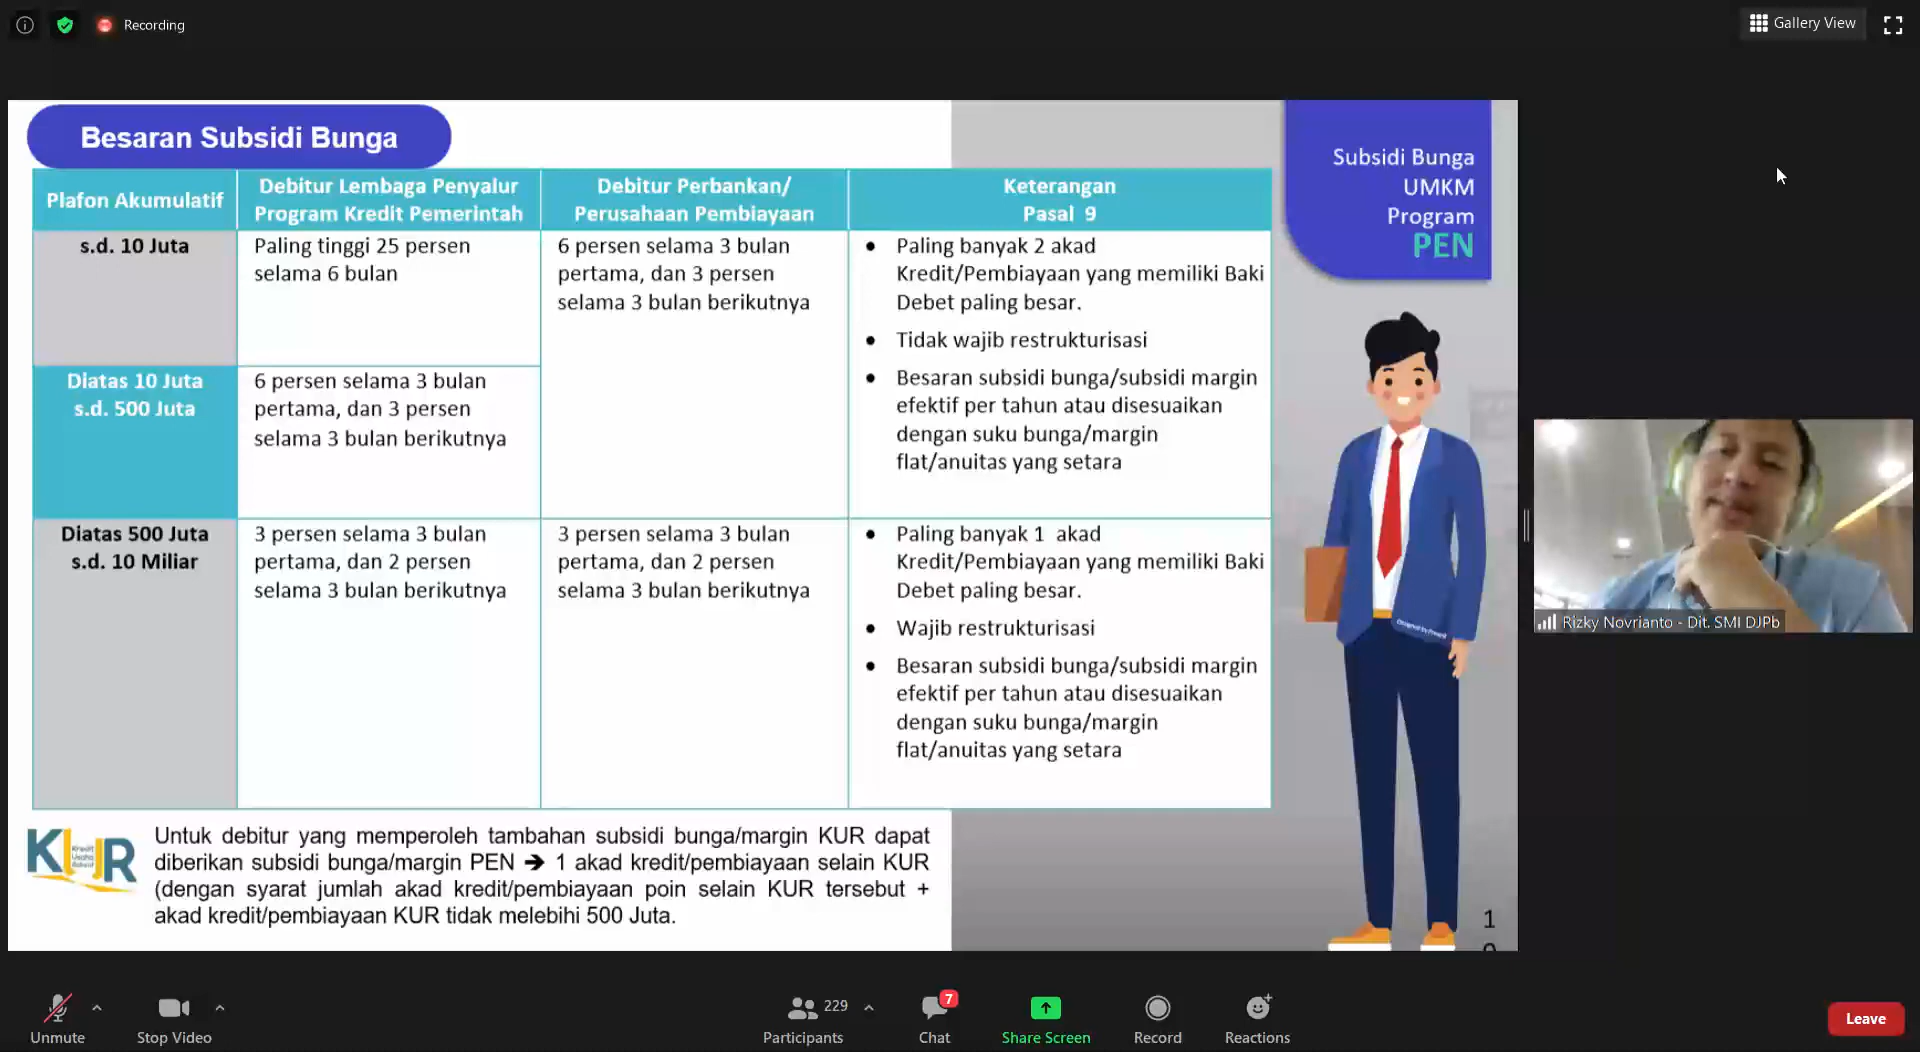 Recording
Gallery View
Besaran Subsidi Bunga
Subsidi Bunga
UMKM
Program
PEN
Plafon Akumulatif
Debitur Lembaga Penyalur
Program Kredit Pemerintah
Debitur Perbankan/
Perusahaan Pembiayaan
Keterangan
Pasal 9
s.d. 10 Juta
Paling tinggi 25 persen
selama 6 bulan
6 persen selama 3 bulan
pertama, dan 3 persen
selama 3 bulan berikutnya
• Paling banyak 2 akad
Kredit/Pembiayaan yang memiliki Baki
Debet paling besar.
• Tidak wajib restrukturisasi
• Besaran subsidi bunga/subsidi margin
efektif per tahun atau disesuaikan
dengan suku bunga/margin
flat/anuitas yang setara
Diatas 10 Juta
s.d. 500 Juta
6 persen selama 3 bulan
pertama, dan 3 persen
selama 3 bulan berikutnya
Diatas 500 Juta
s.d. 10 Miliar
3 persen selama 3 bulan
pertama, dan 2 persen
selama 3 bulan berikutnya
3 persen selama 3 bulan
pertama, dan 2 persen
selama 3 bulan berikutnya
• Paling banyak 1 akad
Kredit/Pembiayaan yang memiliki Baki
Debet paling besar.
• Wajib restrukturisasi
• Besaran subsidi bunga/subsidi margin
efektif per tahun atau disesuaikan
dengan suku bunga/margin
flat/anuitas yang setara
KUR
Kredit
Usaha
Rakyat
Untuk debitur yang memperoleh tambahan subsidi bunga/margin KUR dapat
diberikan subsidi bunga/margin PEN ➔ 1 akad kredit/pembiayaan selain KUR
(dengan syarat jumlah akad kredit/pembiayaan poin selain KUR tersebut +
akad kredit/pembiayaan KUR tidak melebihi 500 Juta.
1
Rizky Novrianto - Dit. SMI DJPb
Unmute
Stop Video
229
Participants
7
Chat
Share Screen
Record
Reactions
Leave